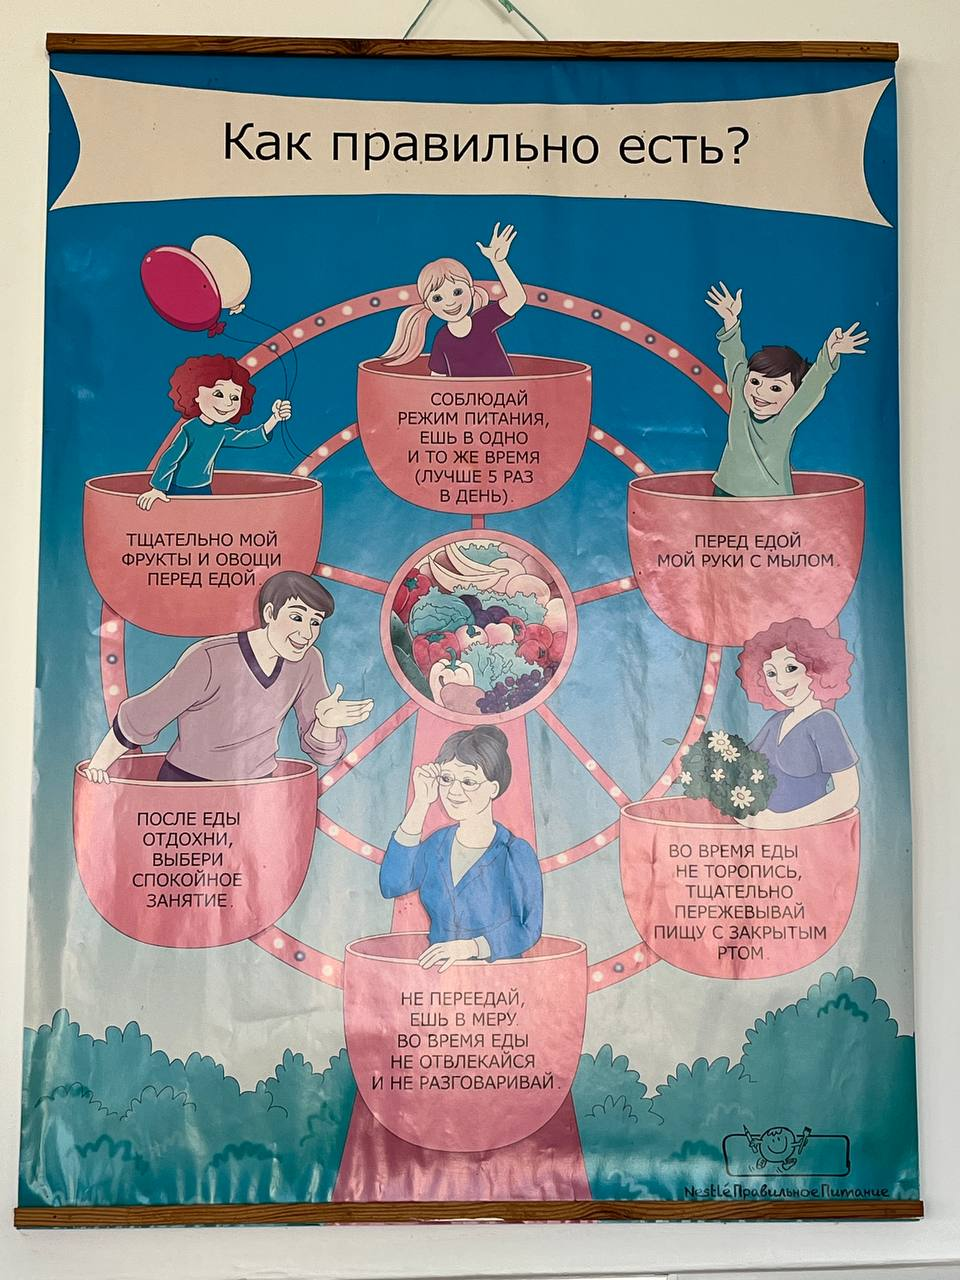 Как правильно есть?
СОБЛЮДАЙ
РЕЖИМ ПИТАНИЯ,
ЕШЬ В ОДНО
И ТО ЖЕ ВРЕМЯ
(ЛУЧШЕ 5 РАЗ
В ДЕНЬ).
ТЩАТЕЛЬНО МОЙ
ФРУКТЫ И ОВОЩИ
ПЕРЕД ЕДОЙ.
ПЕРЕД ЕДОЙ
МОЙ РУКИ С МЫЛОМ.
ПОСЛЕ ЕДЫ
ОТДОХНИ,
ВЫБЕРИ
СПОКОЙНОЕ
ЗАНЯТИЕ.
ВО ВРЕМЯ ЕДЫ
НЕ ТОРОПИСЬ,
ТЩАТЕЛЬНО
ПЕРЕЖЕВЫВАЙ
ПИЩУ С ЗАКРЫТЫМ
РТОМ.
НЕ ПЕРЕЕДАЙ,
ЕШЬ В МЕРУ.
ВО ВРЕМЯ ЕДЫ
НЕ ОТВЛЕКАЙСЯ
И НЕ РАЗГОВАРИВАЙ.
Nestlé Правильное Питание